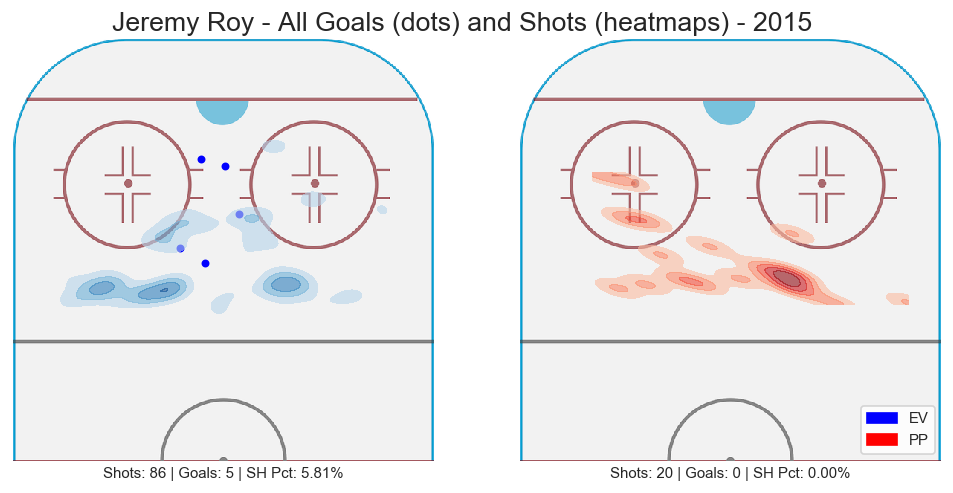 Jeremy Roy - All Goals (dots) and Shots (heatmaps) - 2015
EV
PP
Shots: 86 | Goals: 5 | SH Pct: 5.81%
Shots: 20 | Goals: 0 | SH Pct: 0.00%